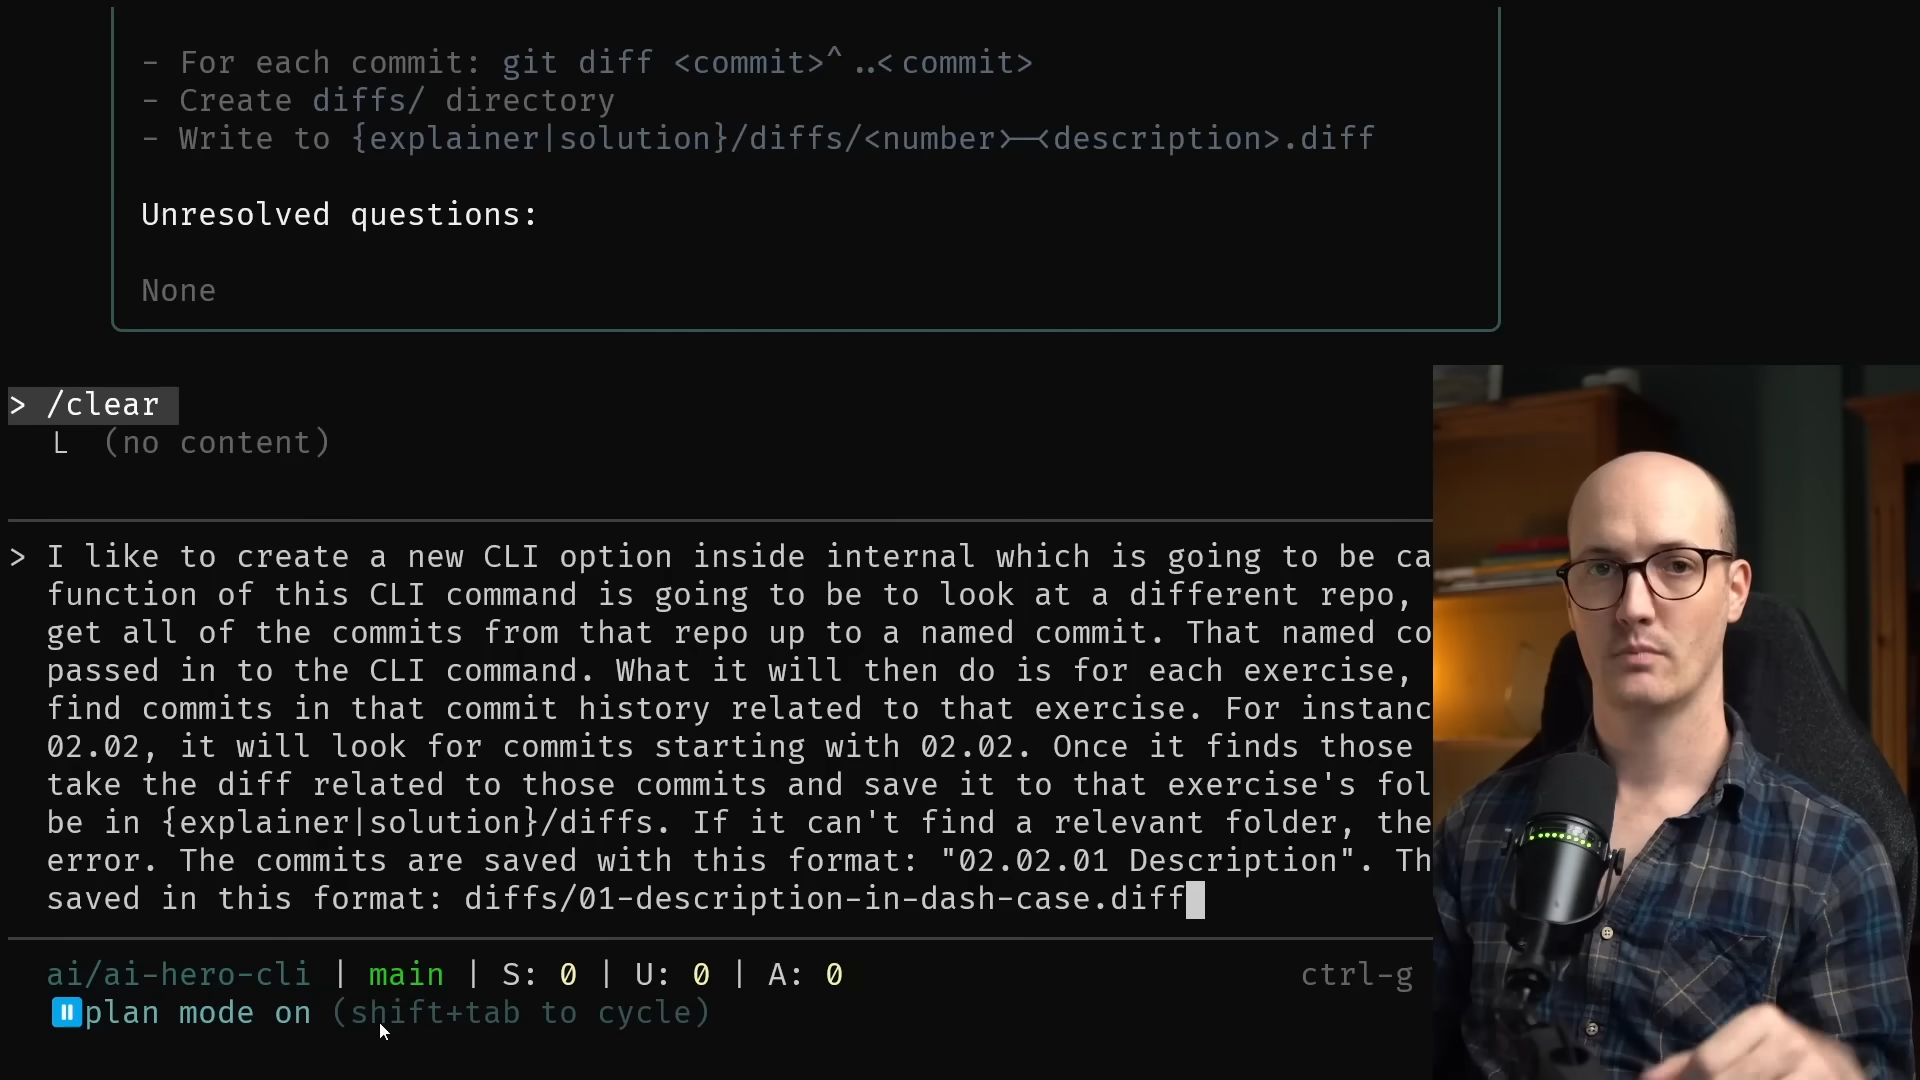 - For each commit: git diff <commit>^..<commit>
- Create diffs/ directory
- Write to {explainer|solution}/diffs/<number>-<description>.diff
Unresolved questions:
None
> /clear
L (no content)
> I like to create a new CLI option inside internal which is going to be ca
function of this CLI command is going to be to look at a different repo,
get all of the commits from that repo up to a named commit. That named co
passed in to the CLI command. What it will then do is for each exercise,
find commits in that commit history related to that exercise. For instanc
02.02, it will look for commits starting with 02.02. Once it finds those
take the diff related to those commits and save it to that exercise's fol
be in {explainer|solution}/diffs. If it can't find a relevant folder, the
error. The commits are saved with this format: "02.02.01 Description". Th
saved in this format: diffs/01-description-in-dash-case.diff
ai/ai-hero-cli | main | S: 0 | U: 0 | A: 0
ctrl-g
plan mode on (shift+tab to cycle)